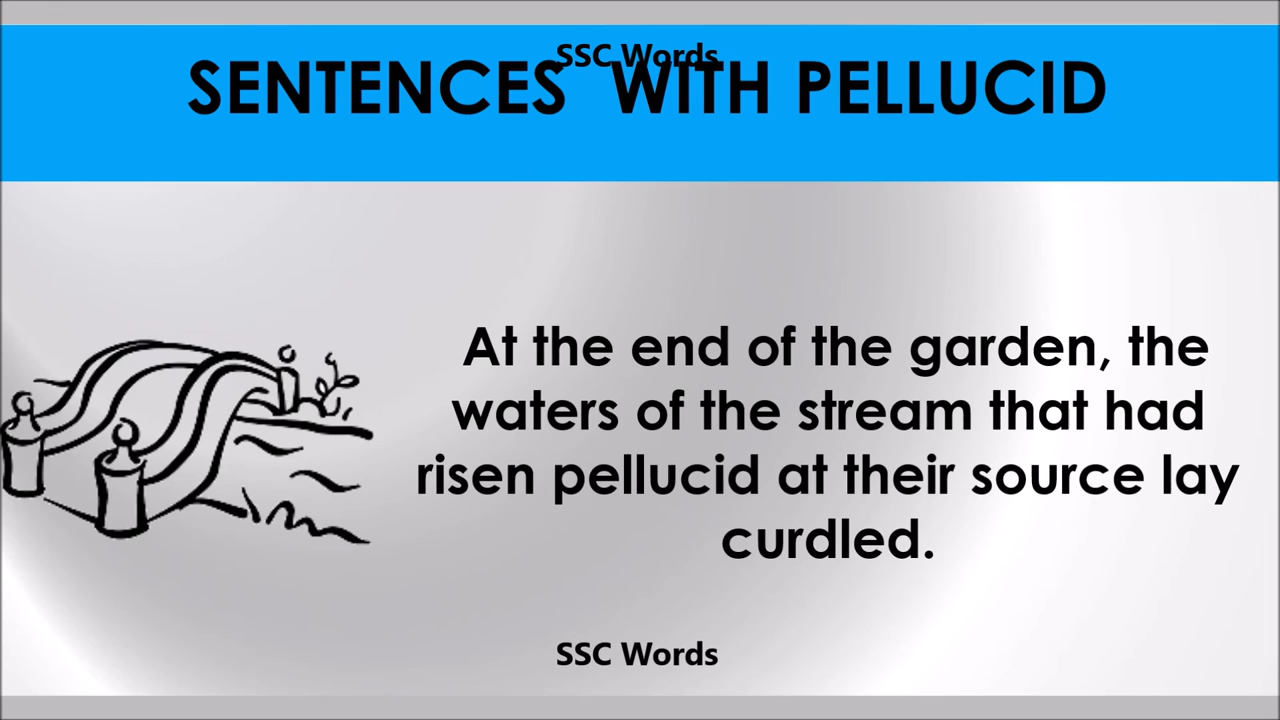 SSC Words
SENTENCES WITH PELLUCID
At the end of the garden, the
waters of the stream that had
risen pellucid at their source lay
curdled.
SSC Words